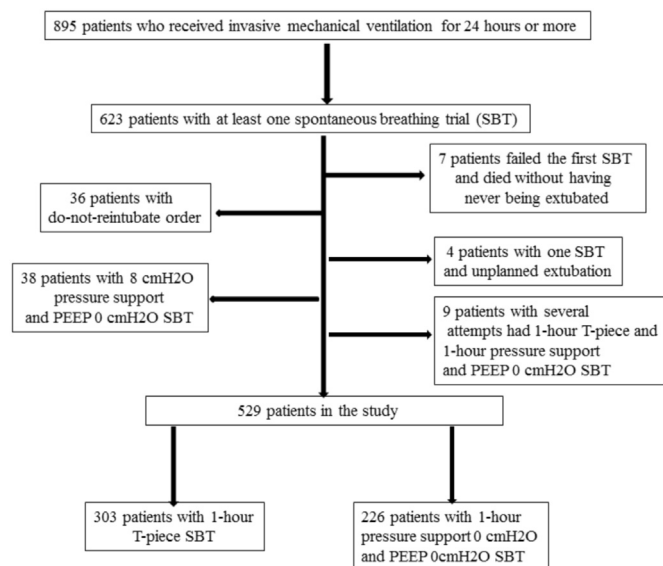 895 patients who received invasive mechanical ventilation for 24 hours or more
623 patients with at least one spontaneous breathing trial (SBT)
7 patients failed the first SBT
and died without having
never being extubated
36 patients with
do-not-reintubate order
4 patients with one SBT
and unplanned extubation
38 patients with 8 cmH2O
pressure support
and PEEP 0 cmH2O SBT
9 patients with several
attempts had 1-hour T-piece and
1-hour pressure support
and PEEP 0 cmH2O SBT
529 patients in the study
303 patients with 1-hour
T-piece SBT
226 patients with 1-hour
pressure support 0 cmH2O
and PEEP 0cmH2O SBT